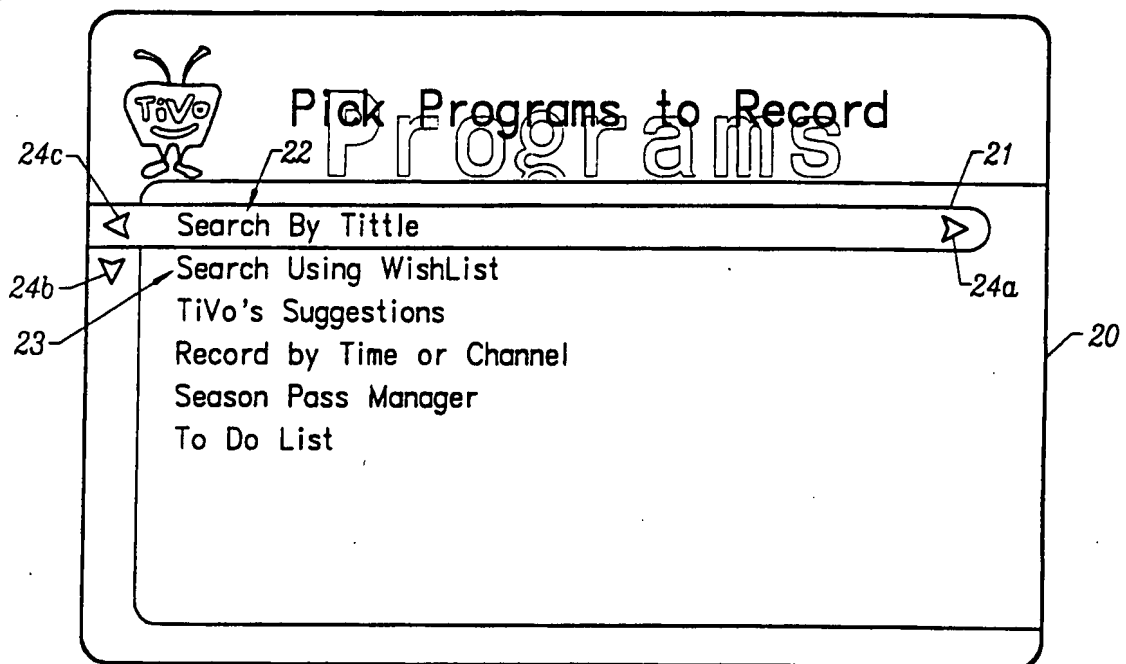 TiVo
Pick Programs to Record
Programs
24c
22
21
Search By Tittle
24b
Search Using WishList
24a
23
TiVo's Suggestions
20
Record by Time or Channel
Season Pass Manager
To Do List